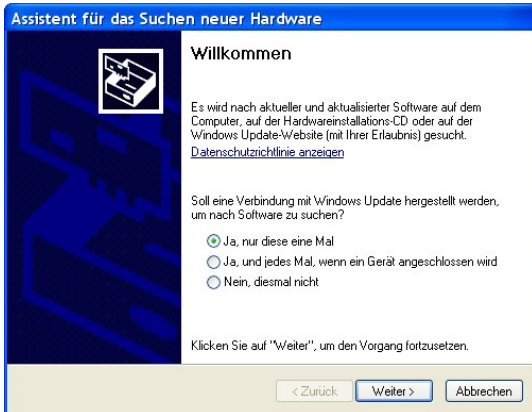 Assistent für das Suchen neuer Hardware
Willkommen
Es wird nach aktueller und aktualisierter Software auf dem
Computer, auf der Hardwareinstallations-CD oder auf der
Windows Update-Website (mit Ihrer Erlaubnis) gesucht.
Datenschutzrichtlinie anzeigen
Soll eine Verbindung mit Windows Update hergestellt werden,
um nach Software zu suchen?
Ja, nur diese eine Mal
Ja, und jedes Mal, wenn ein Gerät angeschlossen wird
Nein, diesmal nicht
Klicken Sie auf "Weiter", um den Vorgang fortzusetzen.
< Zurück Weiter > Abbrechen